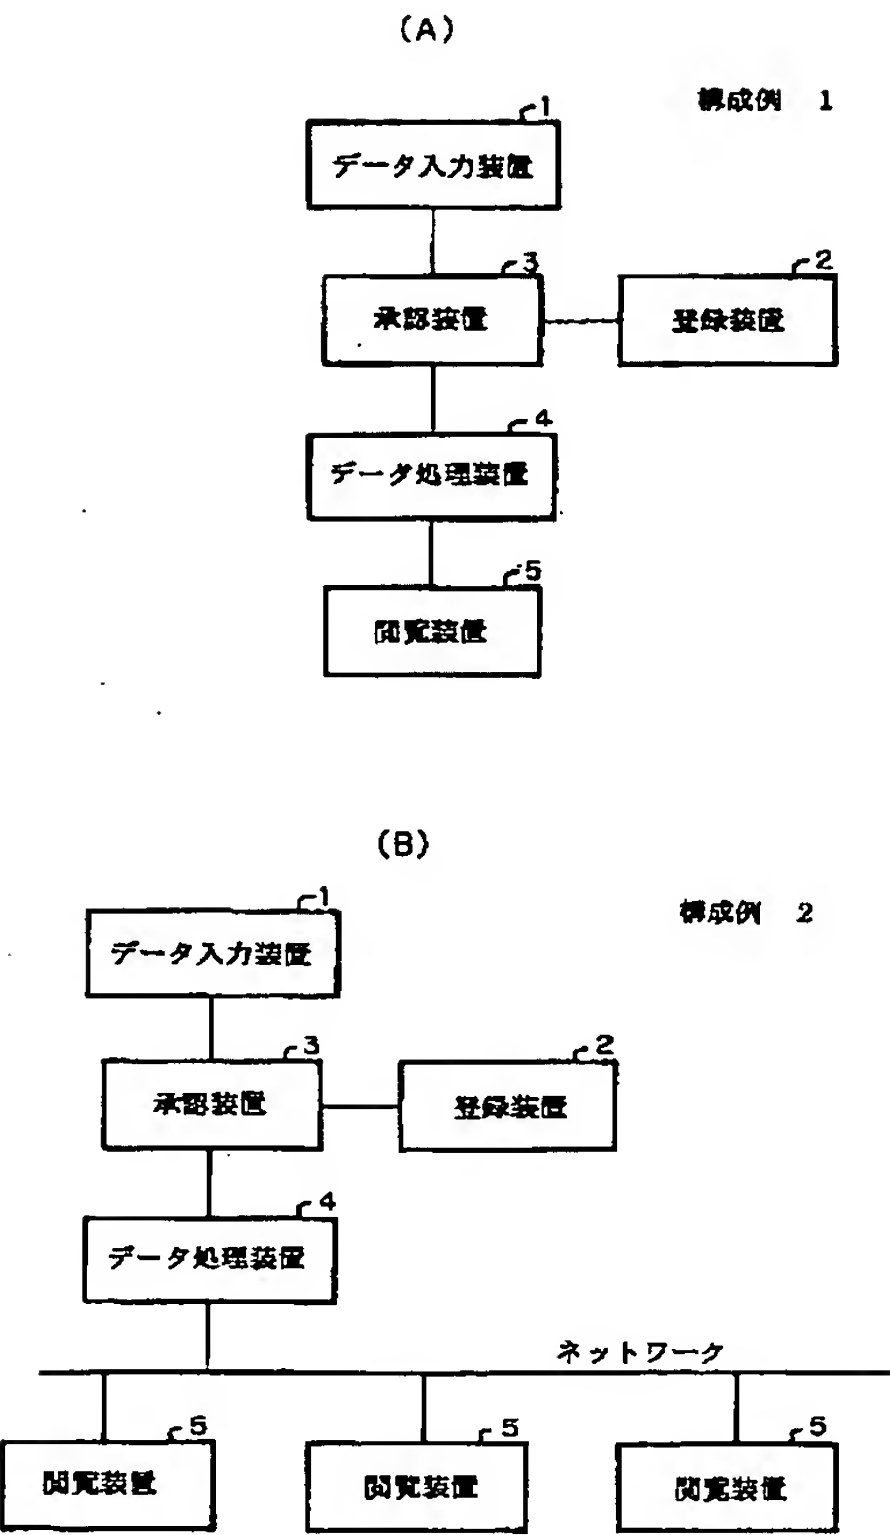 (A)
構成例 1
1
データ入力装置
3
2
承認装置
登録装置
4
データ処理装置
5
閲覧装置
(B)
構成例 2
1
データ入力装置
3
2
承認装置
登録装置
4
データ処理装置
ネットワーク
5
5
5
閲覧装置
閲覧装置
閲覧装置